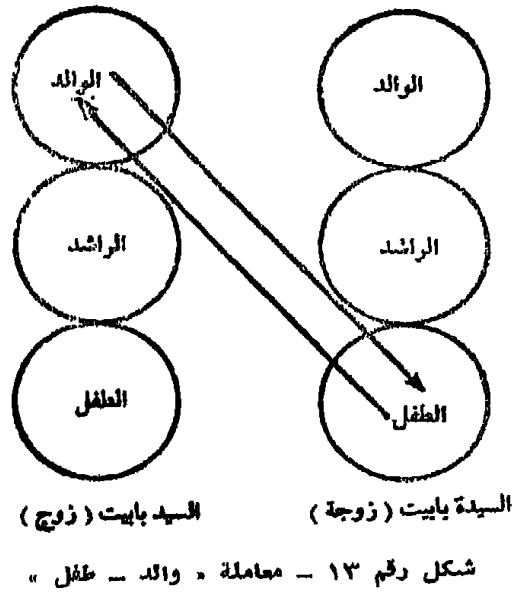 الوالد الوالد
الراشد الراشد
الطفل الطفل
السيدة بابيت ( زوجة ) السيد بابيت ( زوج )
شكل رقم ١٣ – معاملة « والد – طفل »